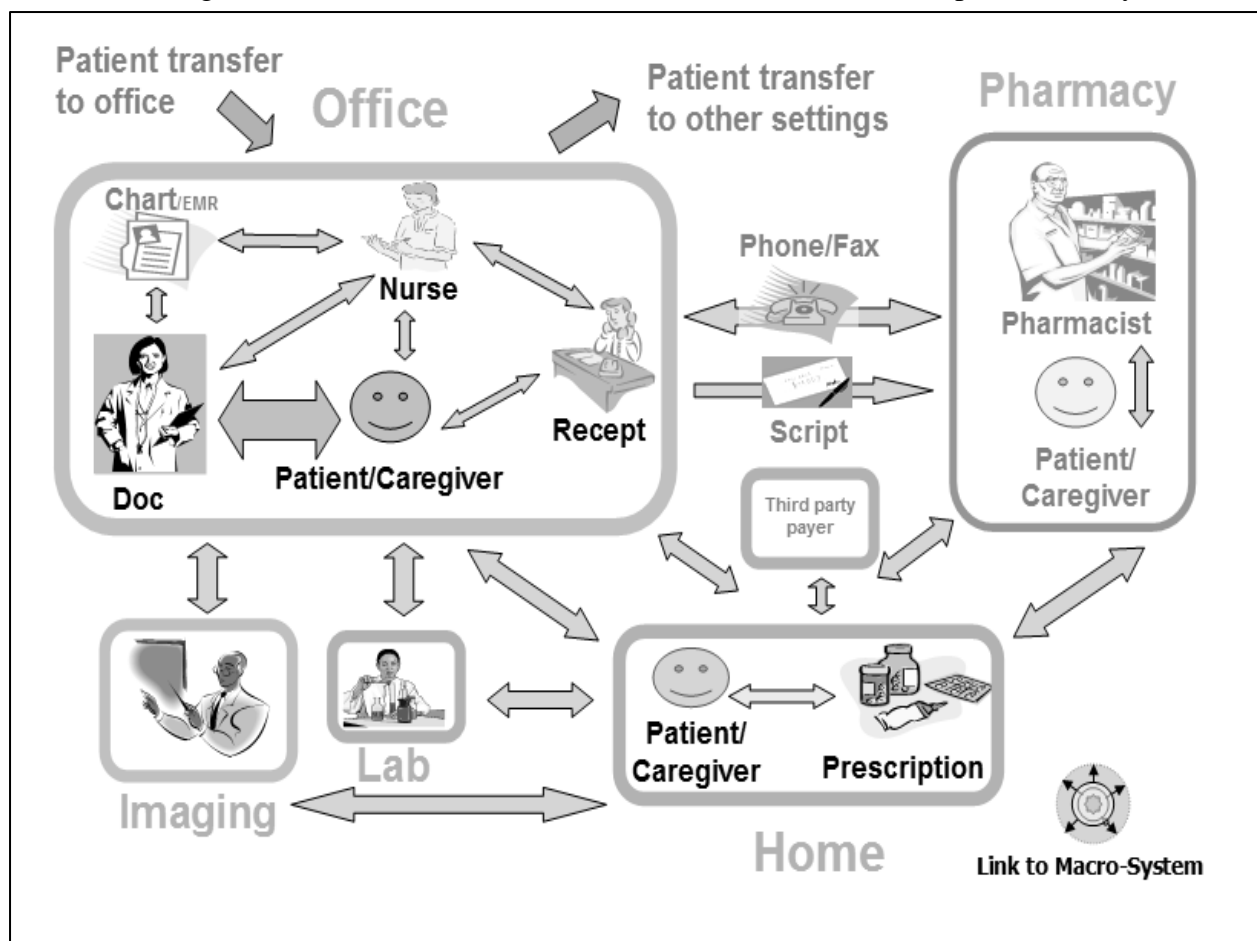 Patient transfer
to office
Office
Patient transfer
to other settings
Pharmacy
Chart/EMR
Nurse
Doc
Patient/Caregiver
Recept
Phone/Fax
Script
Pharmacist
Patient/
Caregiver
Third party
payer
Imaging
Lab
Patient/
Caregiver
Prescription
Home
Link to Macro-System